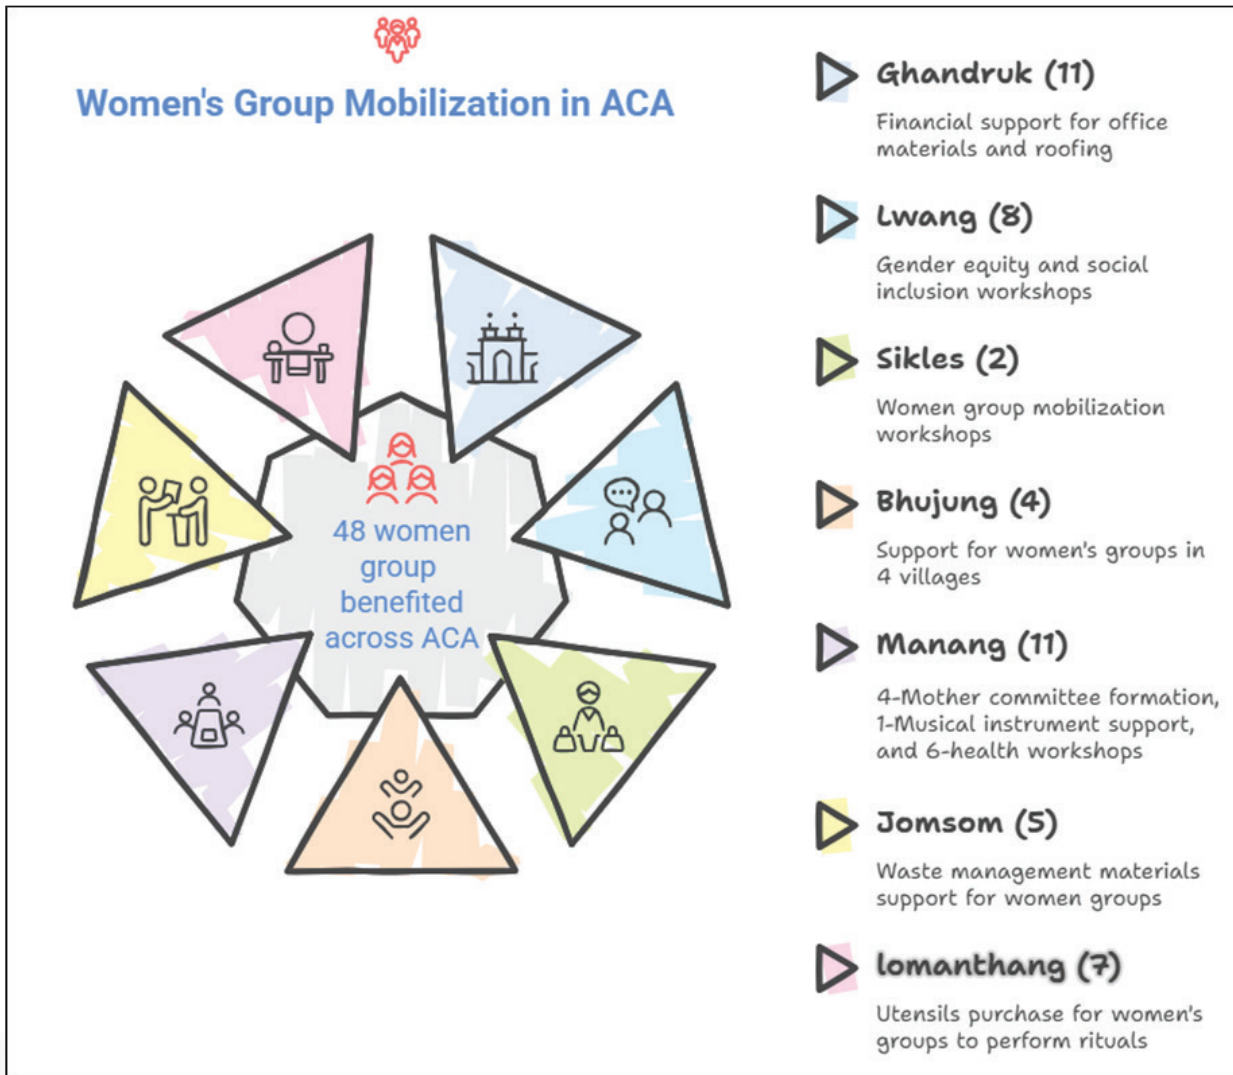 Women's Group Mobilization in ACA
48 women
group
benefited
across ACA
Ghandruk (11)
Financial support for office
materials and roofing
Lwang (8)
Gender equity and social
inclusion workshops
Sikles (2)
Women group mobilization
workshops
Bhujung (4)
Support for women's groups in
4 villages
Manang (11)
4-Mother committee formation,
1-Musical instrument support,
and 6-health workshops
Jomsom (5)
Waste management materials
support for women groups
lomanthang (7)
Utensils purchase for women's
groups to perform rituals